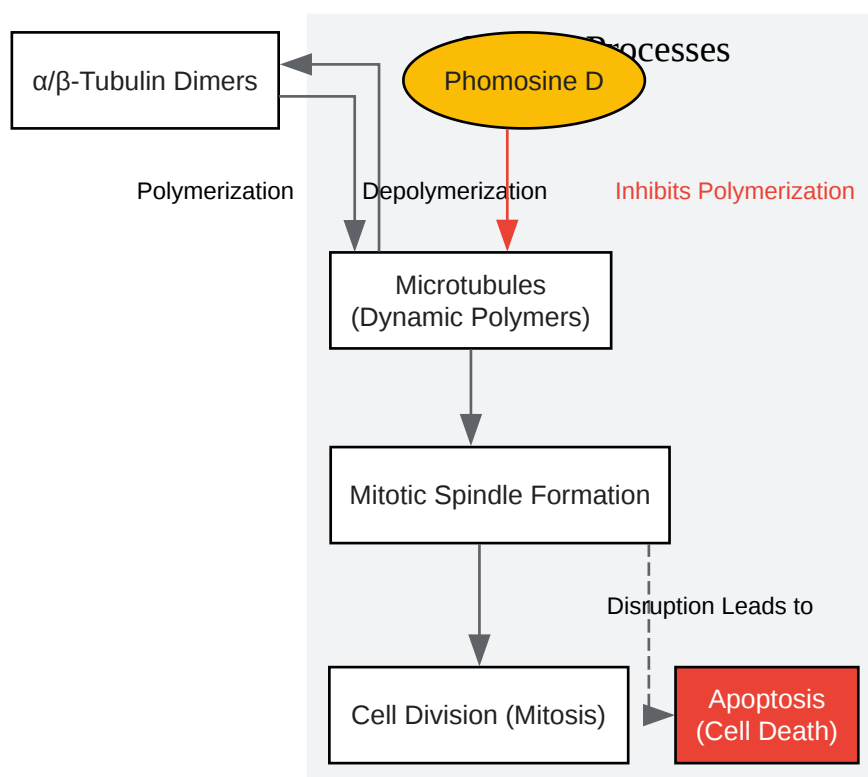 Processes
α/β-Tubulin Dimers
Phomosine D
Polymerization
Depolymerization
Inhibits Polymerization
Microtubules
(Dynamic Polymers)
Mitotic Spindle Formation
Disruption Leads to
Cell Division (Mitosis)
Apoptosis
(Cell Death)